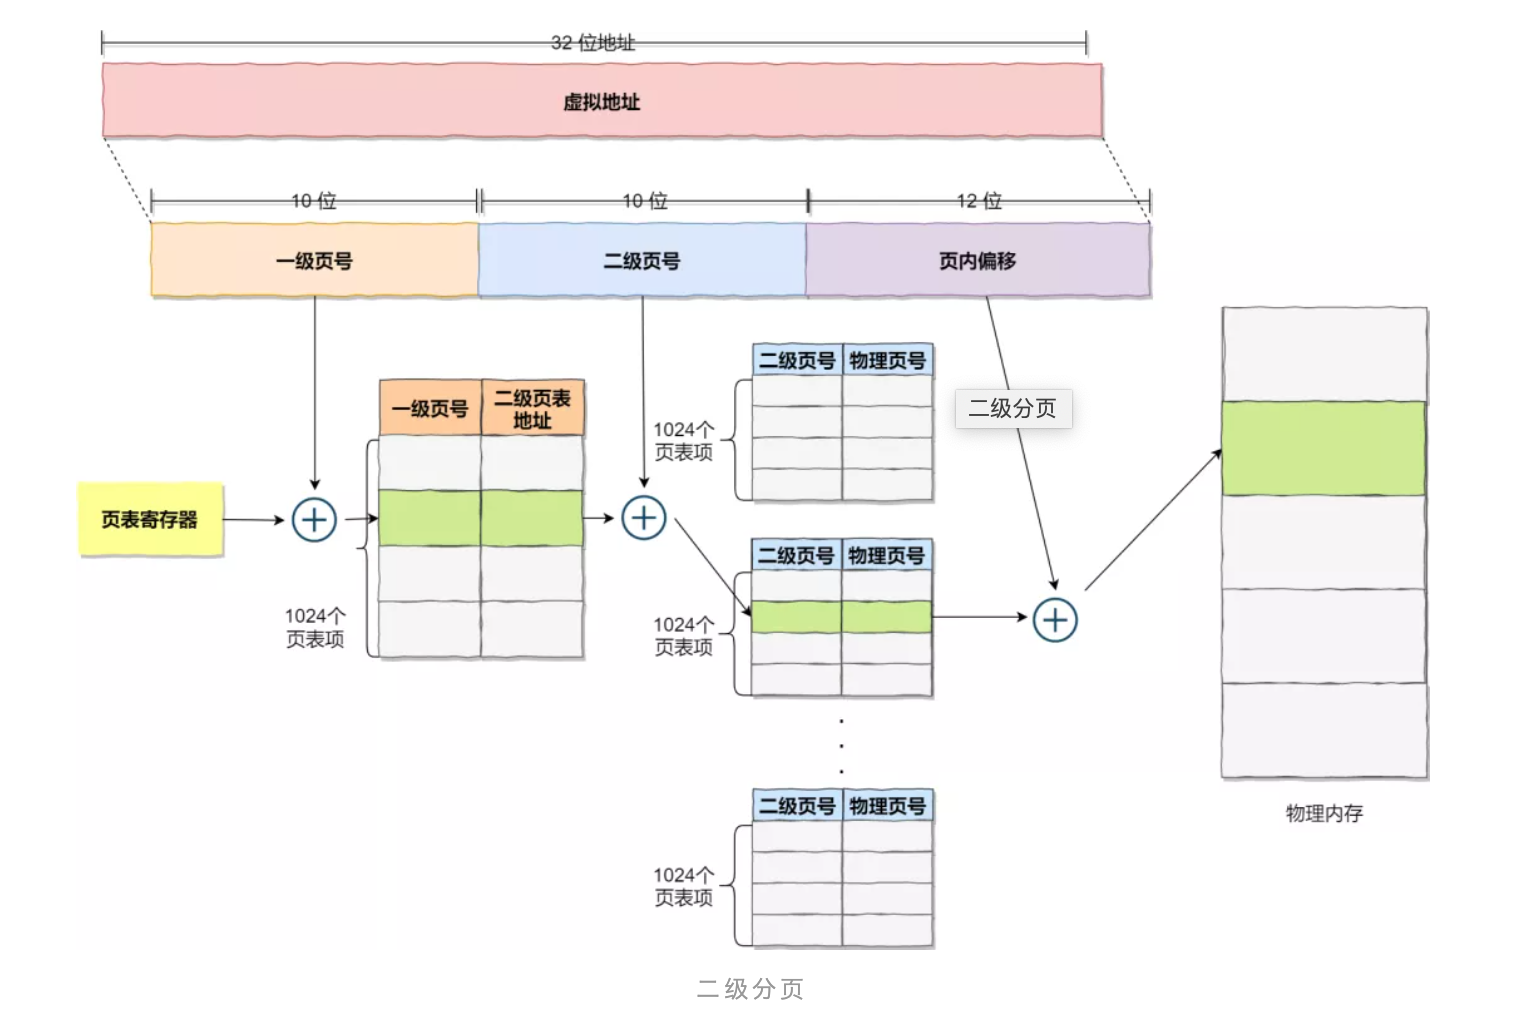 32 位地址
虚拟地址
10 位
10 位
12 位
一级页号
二级页号
页内偏移
二级页号
物理页号
一级页号
二级页表
地址
1024个
页表项
二级分页
页表寄存器
二级页号
物理页号
1024个
页表项
1024个
页表项
二级页号
物理页号
物理内存
1024个
页表项
二级分页